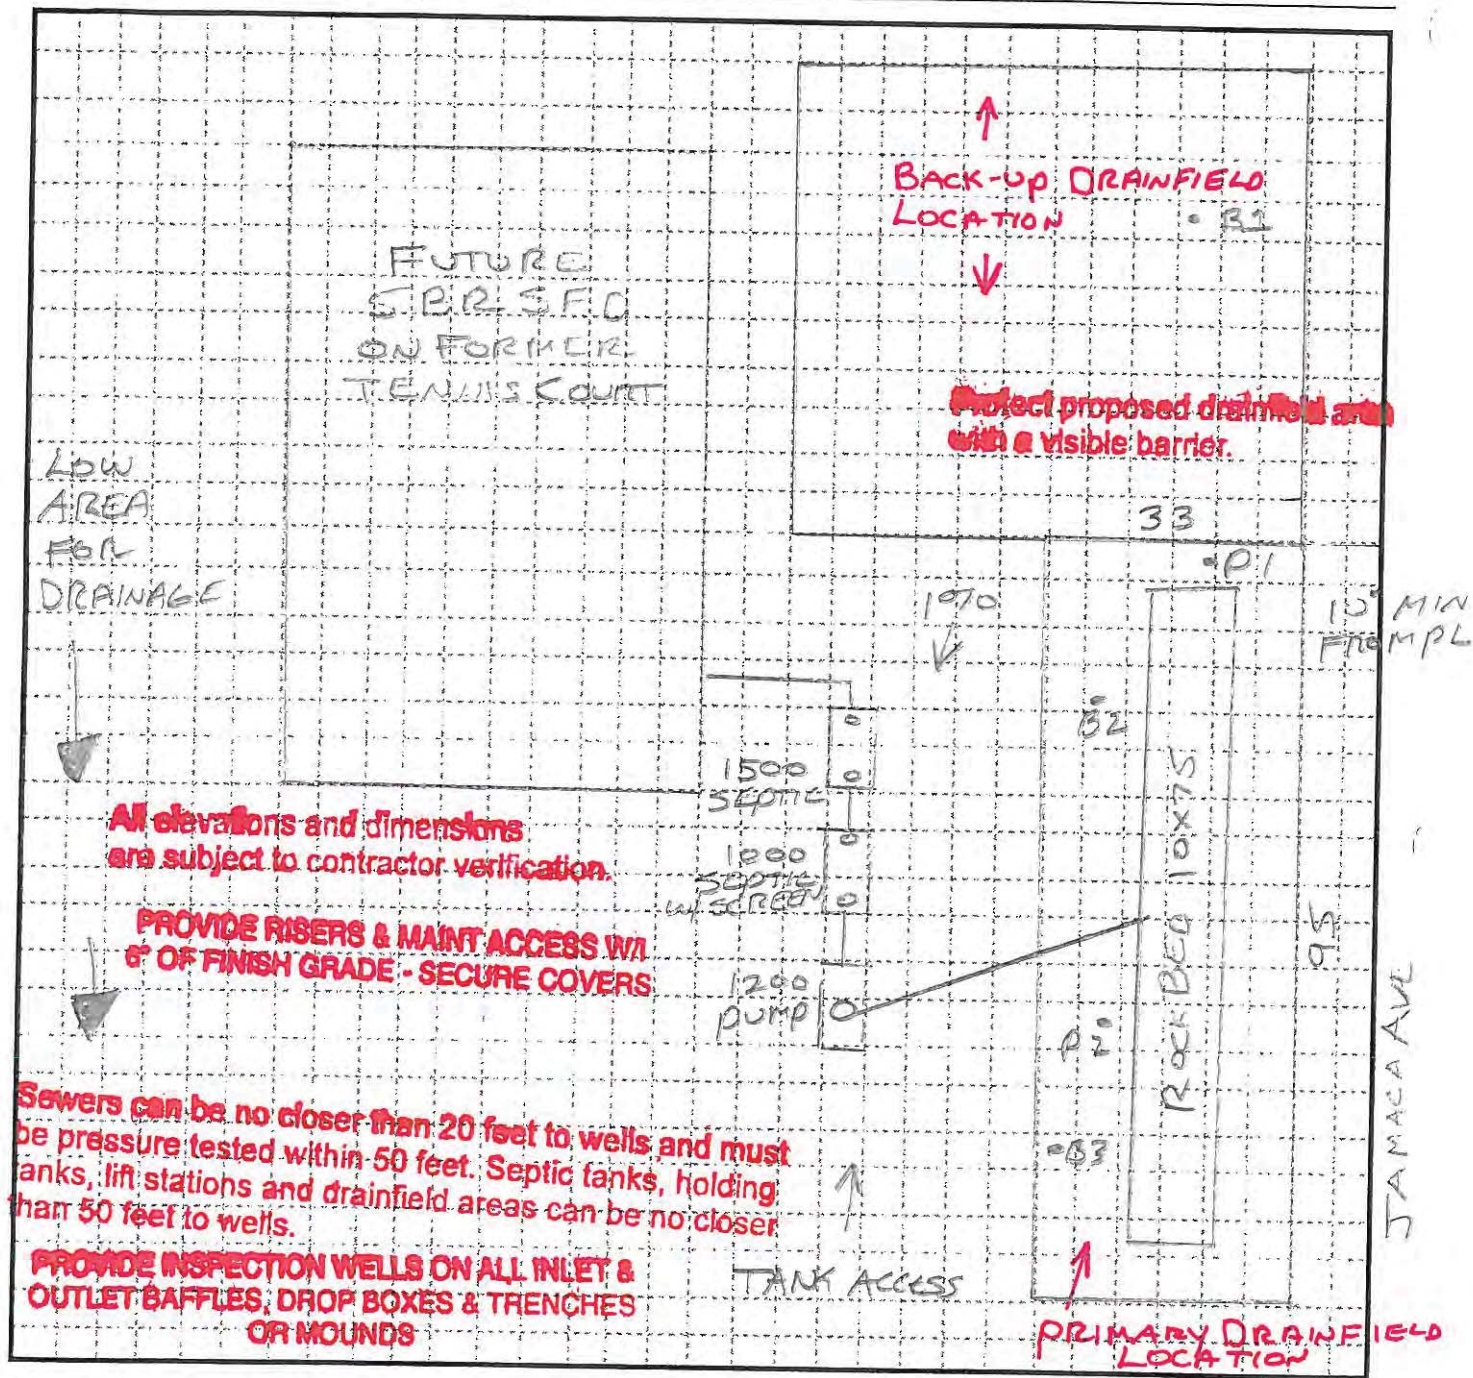 BACK-UP DRAINFIELD
LOCATION
• B1
FUTURE
ON FORMER
TENNIS COURT
Protect proposed drainfield area
with a visible barrier.
LOW
AREA
FOR
DRAINAGE
33
•P1
1%
10' MIN
FROM PL
B2
1500
SEPTIC
1000
SEPTIC
W/ SCREEN
1200
PUMP
ROCK BED 10x75
95
JAMACA AVE
P2
•B3
All elevations and dimensions
are subject to contractor verification.
PROVIDE RISERS & MAINT ACCESS W/I
6" OF FINISH GRADE - SECURE COVERS
Sewers can be no closer than 20 feet to wells and must
be pressure tested within 50 feet. Septic tanks, holding
tanks, lift stations and drainfield areas can be no closer
than 50 feet to wells.
PROVIDE INSPECTION WELLS ON ALL INLET &
OUTLET BAFFLES, DROP BOXES & TRENCHES
OR MOUNDS
TANK ACCESS
PRIMARY DRAINFIELD
LOCATION